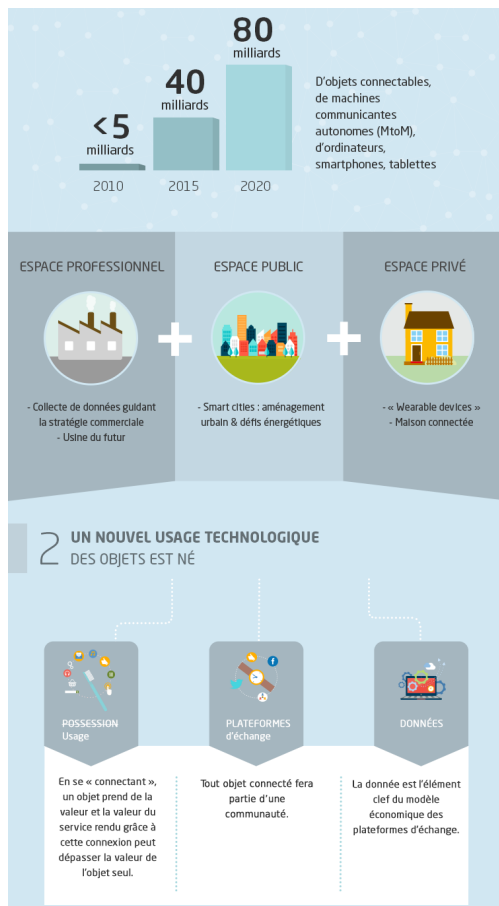 80
milliards
40
milliards
<5
milliards
2010
2015
2020
D'objets connectables,
de machines
communicantes
autonomes (MtoM),
d'ordinateurs,
smartphones, tablettes
ESPACE PROFESSIONNEL
- Collecte de données guidant
la stratégie commerciale
- Usine du futur
ESPACE PUBLIC
- Smart cities : aménagement
urbain & défis énergétiques
ESPACE PRIVÉ
- « Wearable devices »
- Maison connectée
2
UN NOUVEL USAGE TECHNOLOGIQUE
DES OBJETS EST NÉ
POSSESSION
Usage
En se « connectant »,
un objet prend de la
valeur et la valeur du
service rendu grâce à
cette connexion peut
dépasser la valeur de
l'objet seul.
PLATEFORMES
d'échange
Tout objet connecté fera
partie d'une
communauté.
DONNÉES
La donnée est l'élément
clef du modèle
économique des
plateformes d'échange.